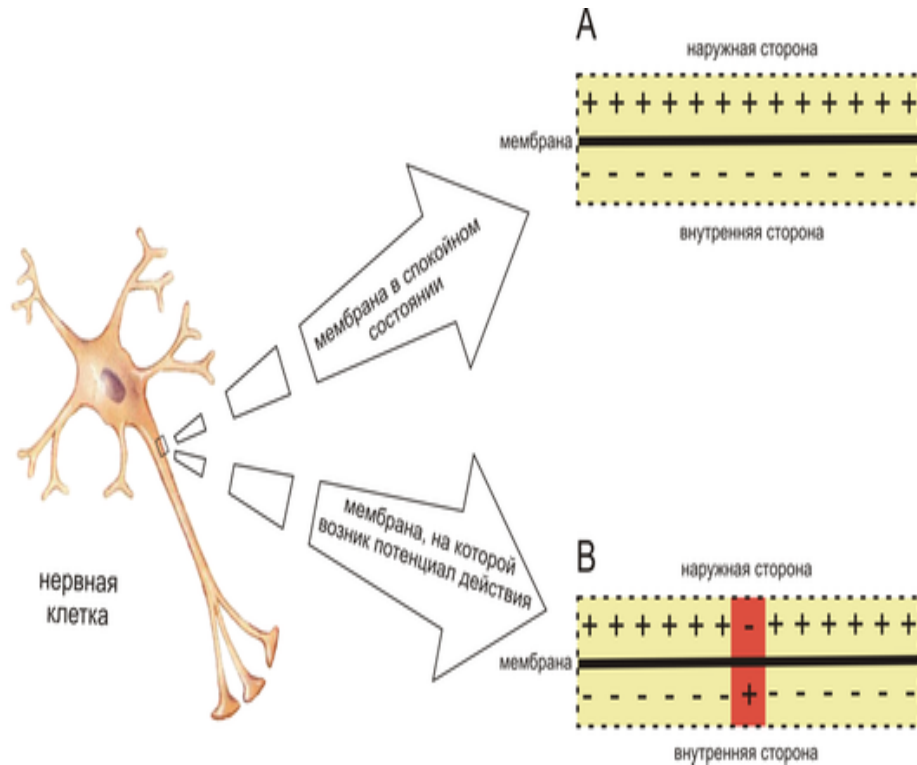 A
наружная сторона
+ + + + + + + + + + + + +
мембрана
- - - - - - - - - - - - -
внутренняя сторона
мембрана в спокойном
состоянии
мембрана, на которой
возник потенциал действия
нервная
клетка
B
наружная сторона
+ + + + + + - + + + + + +
мембрана
- - - - - - + - - - - - -
внутренняя сторона